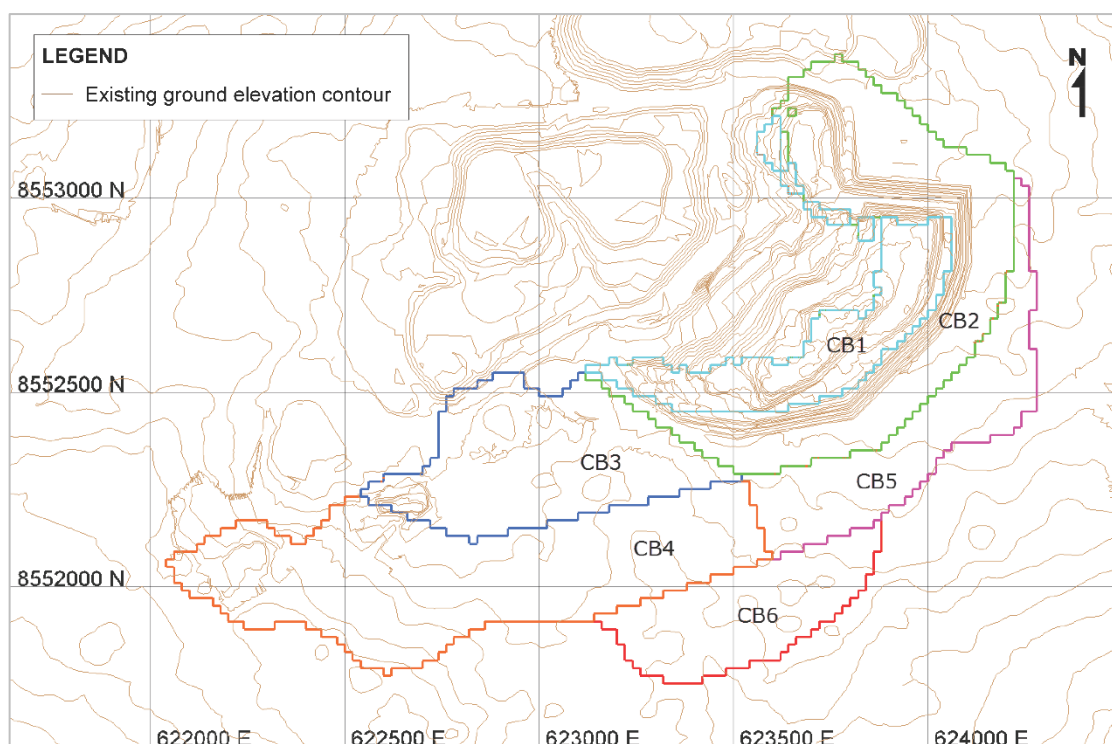 LEGEND
Existing ground elevation contour
N
8553000 N
CB2
CB1
8552500 N
CB3
CB5
CB4
8552000 N
CB6
622000 E
622500 E
623000 E
623500 E
624000 E